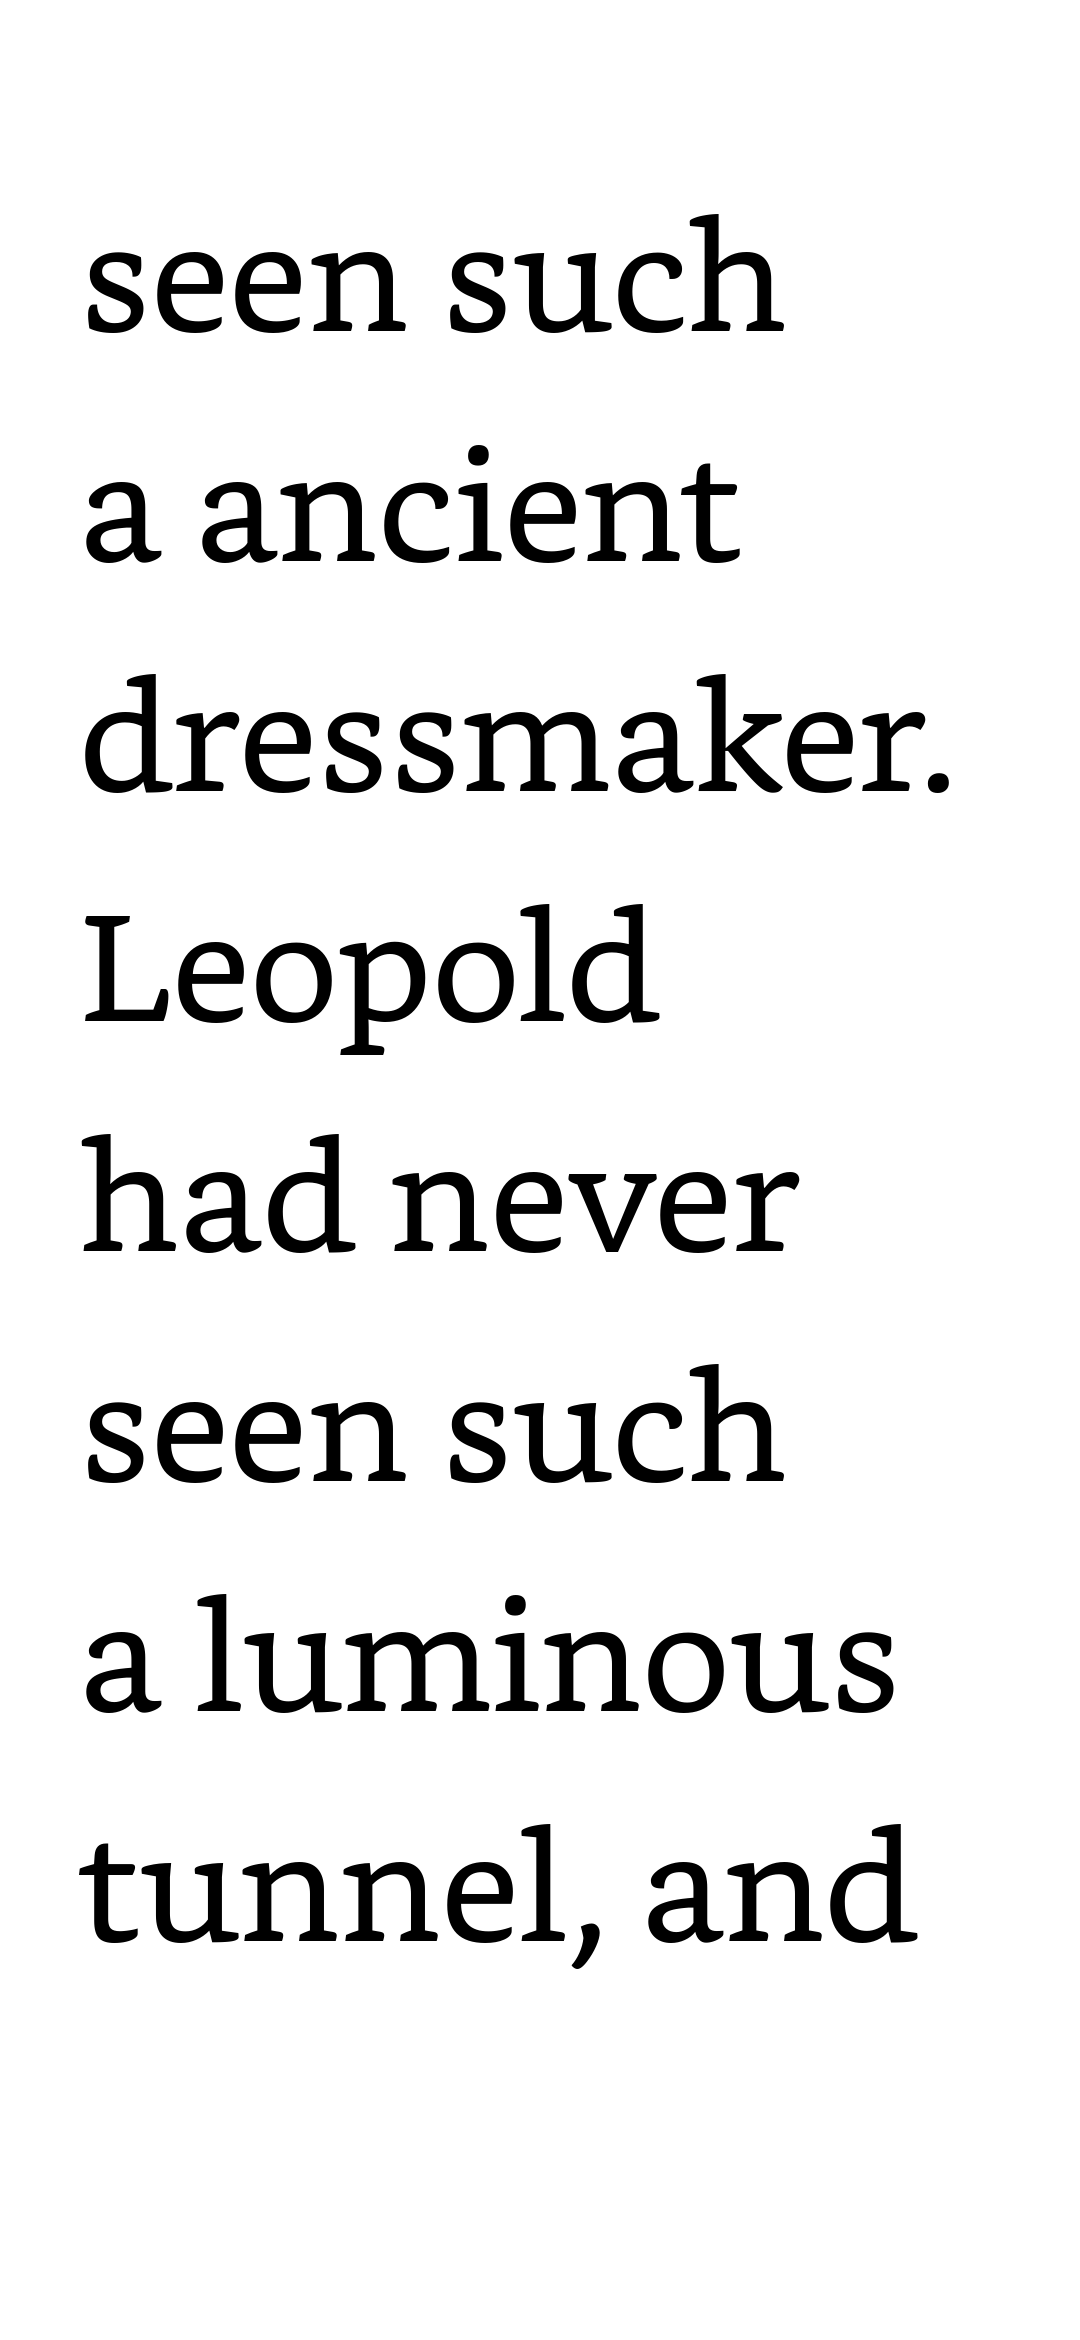 seen such
a ancient
dressmaker.
Leopold
had never
seen such
a luminous
tunnel, and